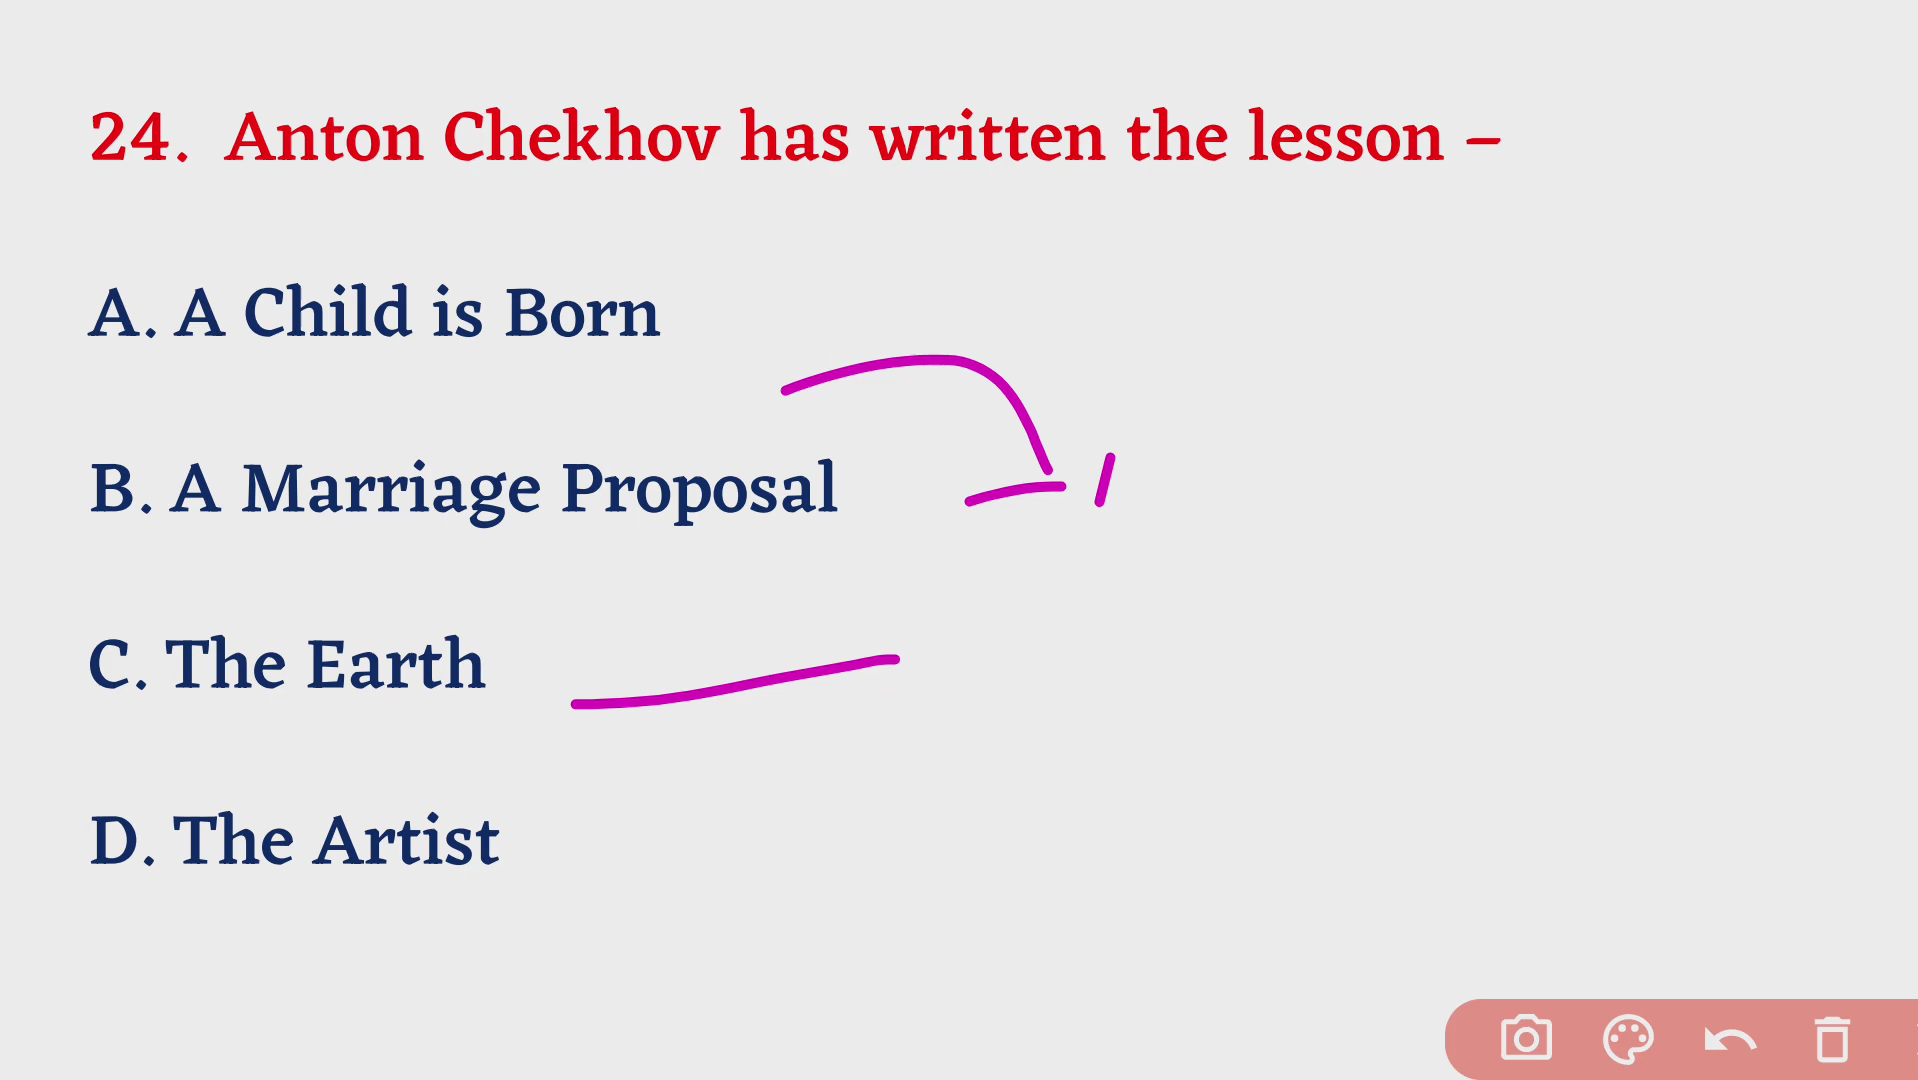 24. Anton Chekhov has written the lesson –
A. A Child is Born
B. A Marriage Proposal
C. The Earth
D. The Artist